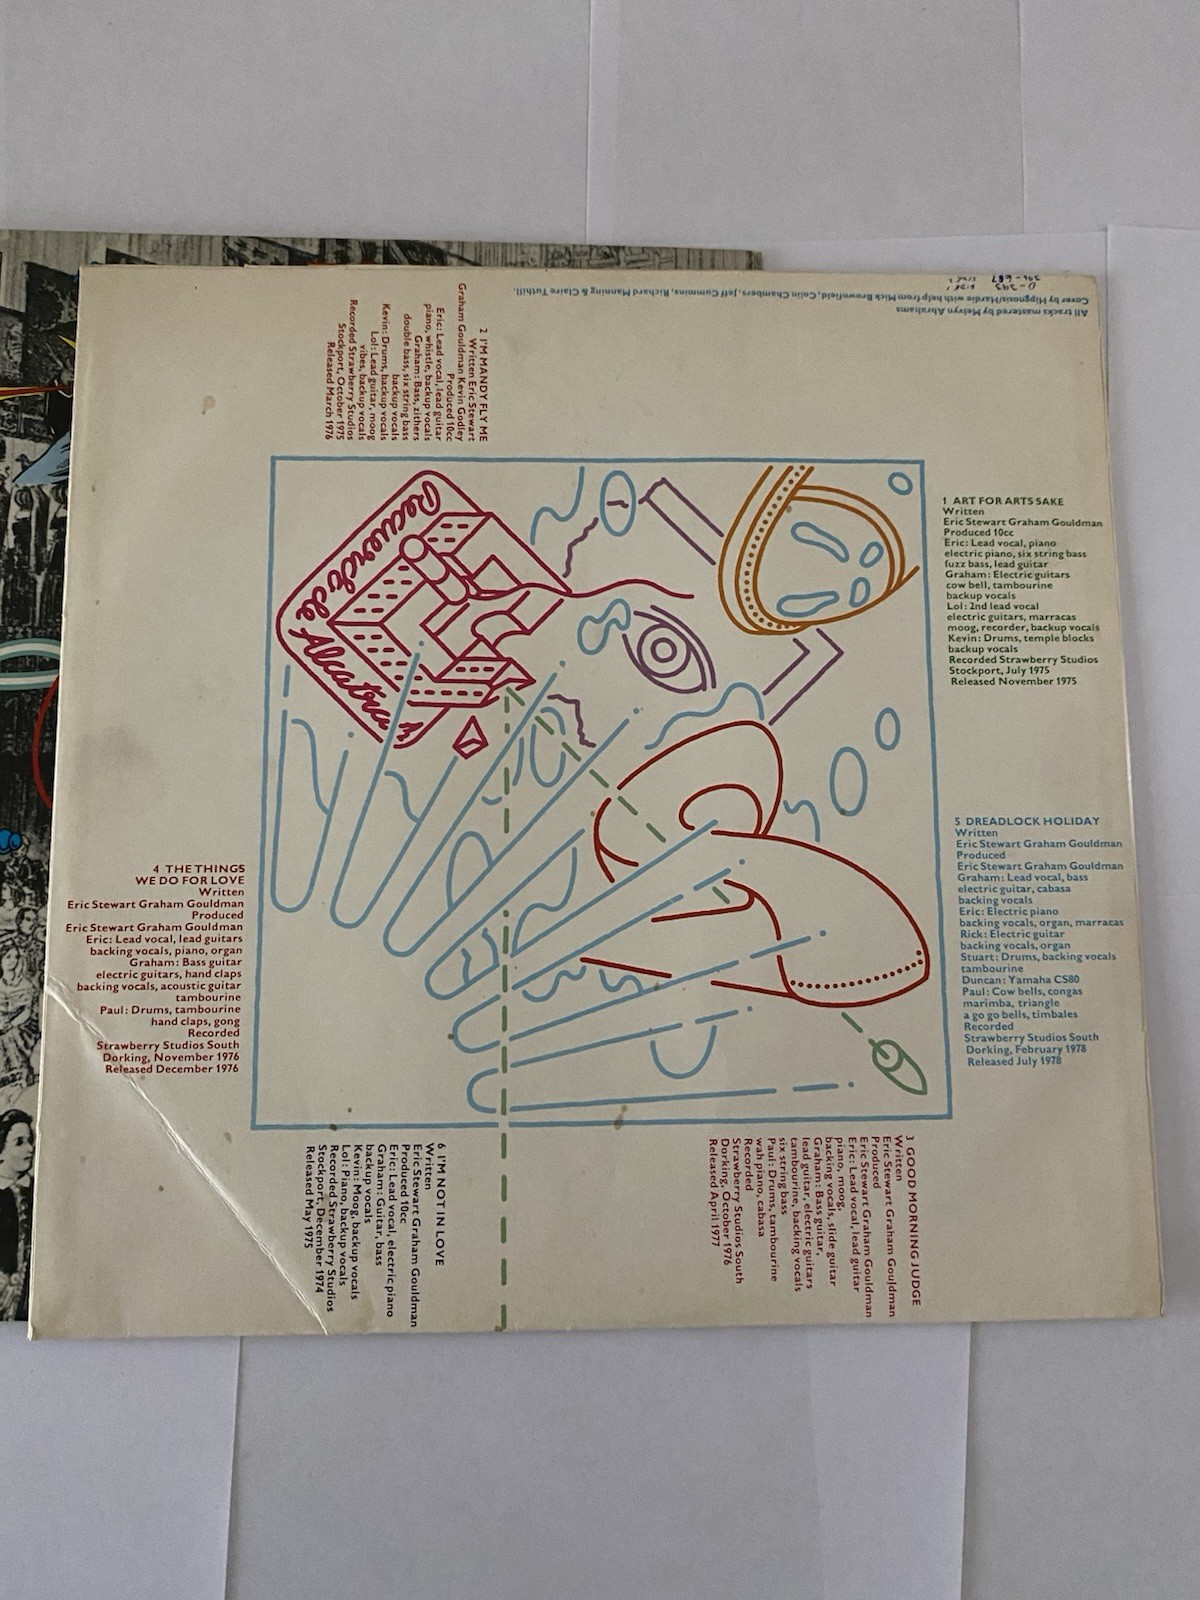 All tracks mastered by Melvyn Abrahams
Cover by Hipgnosis/Hardie with help from Mick Brownfield, Colin Chambers, Jeff Cummins, Richard Manning & Claire Tuthill.
2 I'M MANDY FLY ME
Written Eric Stewart
Graham Gouldman Kevin Godley
Produced 10cc
Eric: Lead vocal, lead guitar
piano, whistle, backup vocals
Graham: Bass, zithers
double bass, six string bass
backup vocals
Kevin: Drums, backup vocals
Lol: Lead guitar, moog
vibes, backup vocals
Recorded Strawberry Studios
Stockport, October 1975
Released March 1976
Recuerdo de Alcatraz
1 ART FOR ARTS SAKE
Written
Eric Stewart Graham Gouldman
Produced 10cc
Eric: Lead vocal, piano
electric piano, six string bass
fuzz bass, lead guitar
Graham: Electric guitars
cow bell, tambourine
backup vocals
Lol: 2nd lead vocal
electric guitars, marracas
moog, recorder, backup vocals
Kevin: Drums, temple blocks
backup vocals
Recorded Strawberry Studios
Stockport, July 1975
Released November 1975
5 DREADLOCK HOLIDAY
Written
Eric Stewart Graham Gouldman
Produced
Eric Stewart Graham Gouldman
Graham: Lead vocal, bass
electric guitar, cabasa
backing vocals
Eric: Electric piano
backing vocals, organ, marracas
Rick: Electric guitar
backing vocals, organ
Stuart: Drums, backing vocals
tambourine
Duncan: Yamaha CS80
Paul: Cow bells, congas
marimba, triangle
a go go bells, timbales
Recorded
Strawberry Studios South
Dorking, February 1978
Released July 1978
4 THE THINGS
WE DO FOR LOVE
Written
Eric Stewart Graham Gouldman
Produced
Eric Stewart Graham Gouldman
Eric: Lead vocal, lead guitars
backing vocals, piano, organ
Graham: Bass guitar
electric guitars, hand claps
backing vocals, acoustic guitar
tambourine
Paul: Drums, tambourine
hand claps, gong
Recorded
Strawberry Studios South
Dorking, November 1976
Released December 1976
6 I'M NOT IN LOVE
Written
Eric Stewart Graham Gouldman
Produced 10cc
Eric: Lead vocal, electric piano
Graham: Guitar, bass
backup vocals
Kevin: Moog, backup vocals
Lol: Piano, backup vocals
Recorded Strawberry Studios
Stockport, December 1974
Released May 1975
3 GOOD MORNING JUDGE
Written
Eric Stewart Graham Gouldman
Produced
Eric Stewart Graham Gouldman
Eric: Lead vocal, lead guitar
piano, moog,
backing vocals, slide guitar
Graham: Bass guitar,
lead guitar, electric guitars
tambourine, backing vocals
six string bass
Paul: Drums, tambourine
wah piano, cabasa
Recorded
Strawberry Studios South
Dorking, October 1976
Released April 1977